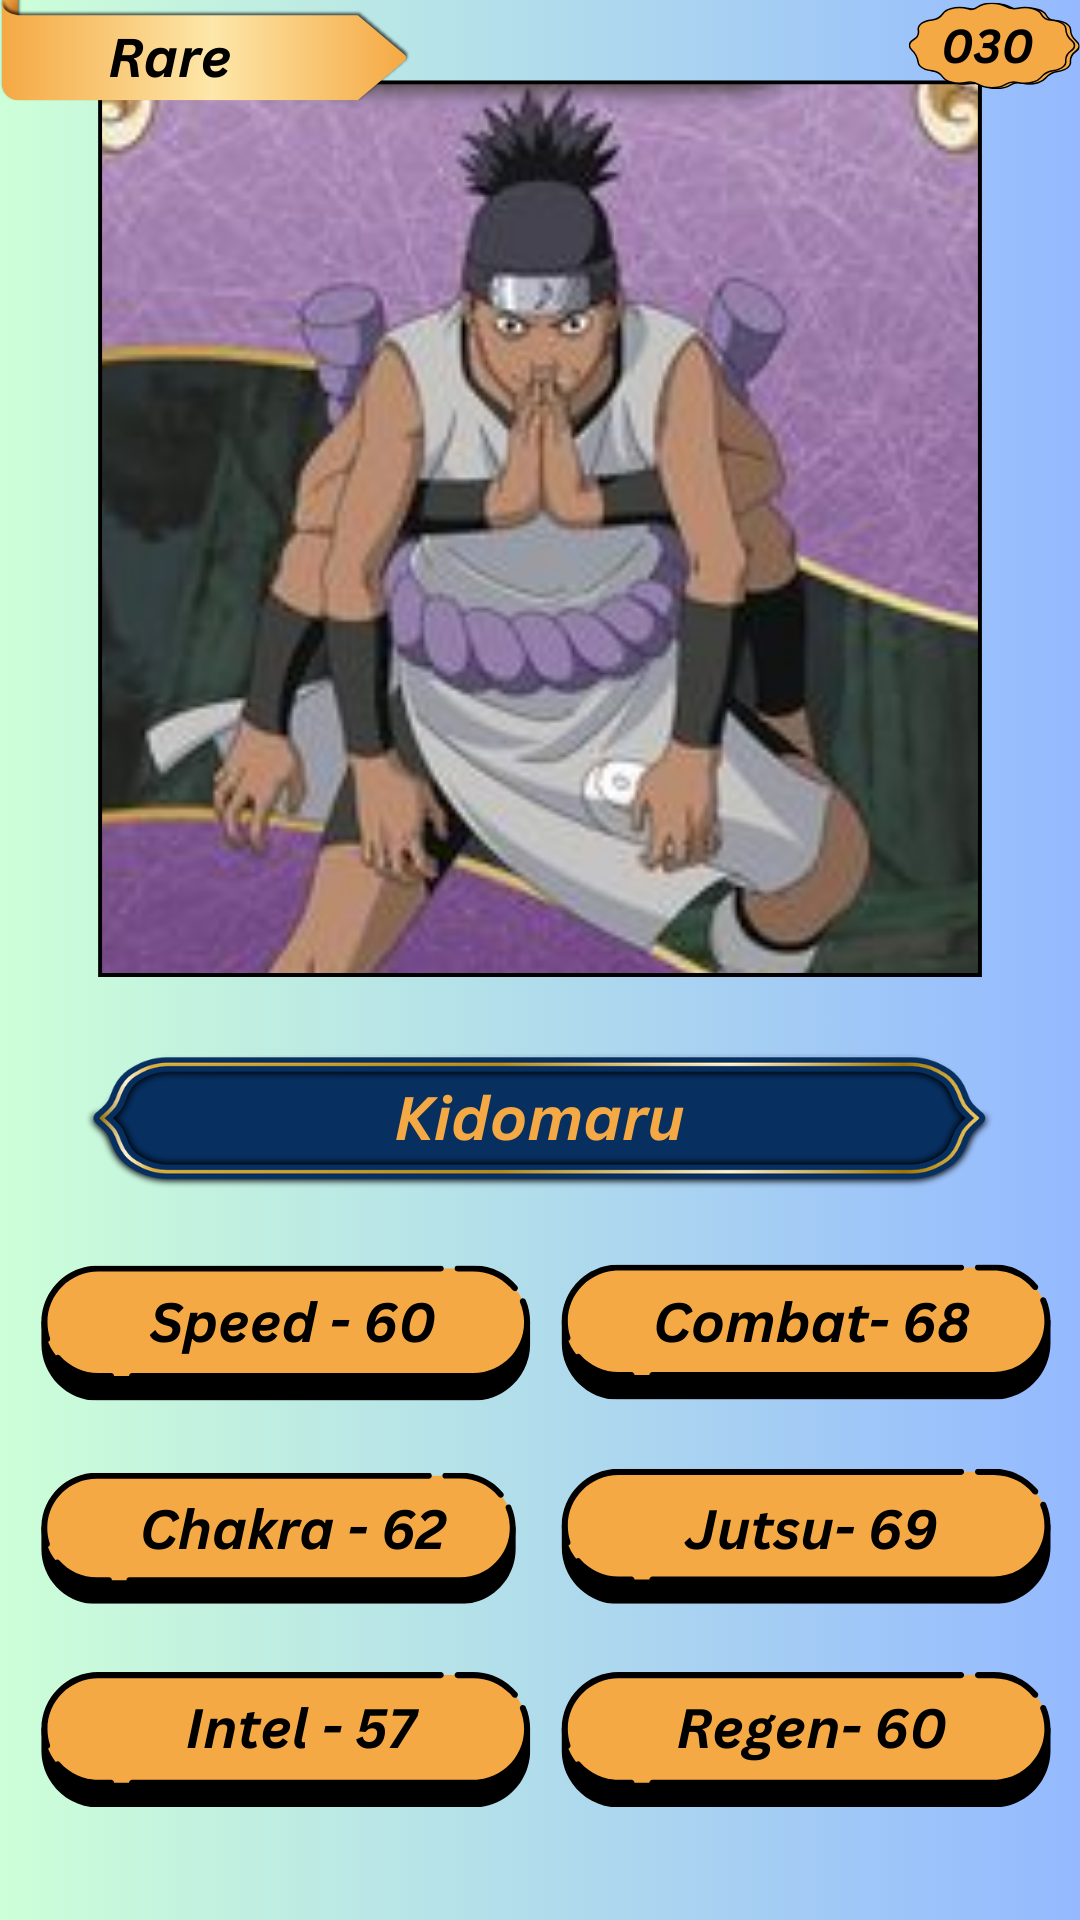 Rare
030
Kidomaru
Speed - 60
Combat- 68
Chakra - 62
Jutsu- 69
Intel - 57
Regen- 60